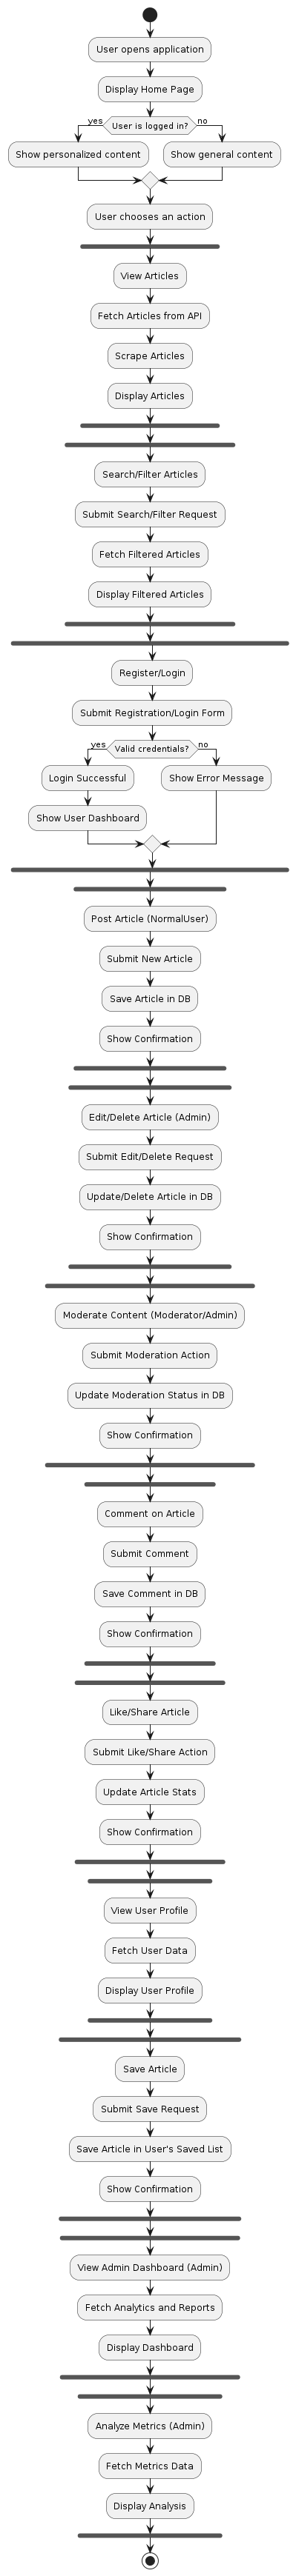 User opens application
Display Home Page
yes
User is logged in?
no
Show personalized content
Show general content
User chooses an action
View Articles
Fetch Articles from API
Scrape Articles
Display Articles
Search/Filter Articles
Submit Search/Filter Request
Fetch Filtered Articles
Display Filtered Articles
Register/Login
Submit Registration/Login Form
yes
Valid credentials?
no
Login Successful
Show Error Message
Show User Dashboard
Post Article (NormalUser)
Submit New Article
Save Article in DB
Show Confirmation
Edit/Delete Article (Admin)
Submit Edit/Delete Request
Update/Delete Article in DB
Show Confirmation
Moderate Content (Moderator/Admin)
Submit Moderation Action
Update Moderation Status in DB
Show Confirmation
Comment on Article
Submit Comment
Save Comment in DB
Show Confirmation
Like/Share Article
Submit Like/Share Action
Update Article Stats
Show Confirmation
View User Profile
Fetch User Data
Display User Profile
Save Article
Submit Save Request
Save Article in User's Saved List
Show Confirmation
View Admin Dashboard (Admin)
Fetch Analytics and Reports
Display Dashboard
Analyze Metrics (Admin)
Fetch Metrics Data
Display Analysis